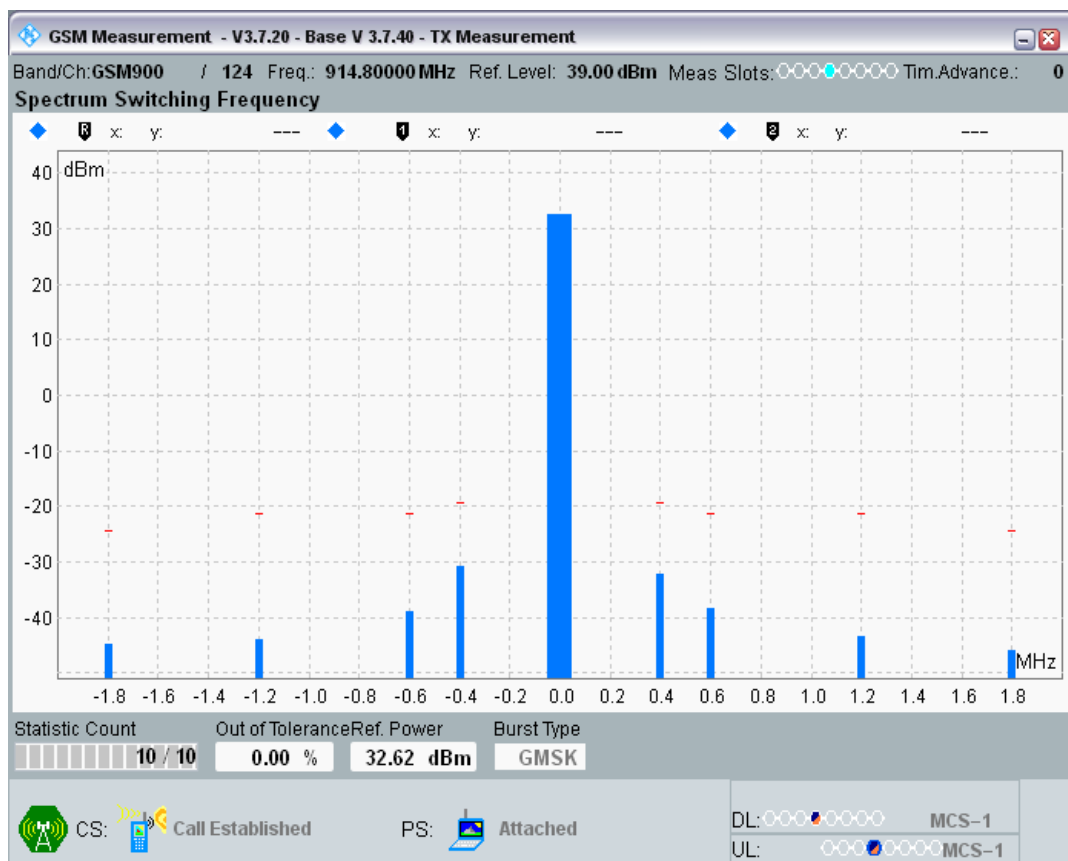 GSM Measurement - V3.7.20 - Base V 3.7.40 - TX Measurement
Band/Ch:GSM900 / 124 Freq.: 914.80000 MHz Ref. Level: 39.00 dBm Meas Slots: Tim.Advance.: 0
Spectrum Switching Frequency
R x: y: --- 1 x: y: --- 2 x: y: ---
dBm
40
30
20
10
0
-10
-20
-30
-40
MHz
-1.8 -1.6 -1.4 -1.2 -1.0 -0.8 -0.6 -0.4 -0.2 0.0 0.2 0.4 0.6 0.8 1.0 1.2 1.4 1.6 1.8
Statistic Count Out of Tolerance Ref. Power Burst Type
10 / 10 0.00 % 32.62 dBm GMSK
CS: Call Established PS: Attached DL: MCS-1
UL: MCS-1